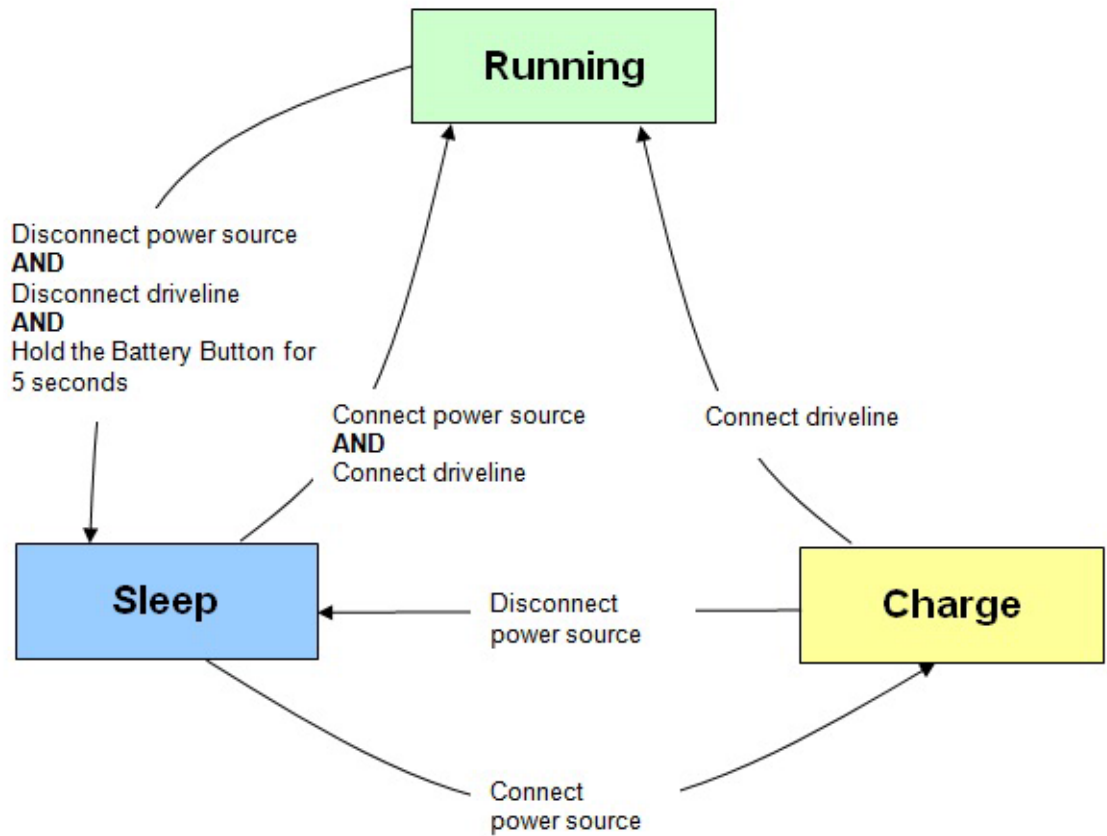 Running
Disconnect power source
AND
Disconnect driveline
AND
Hold the Battery Button for
5 seconds
Connect power source
AND
Connect driveline
Connect driveline
Sleep
Disconnect
power source
Charge
Connect
power source